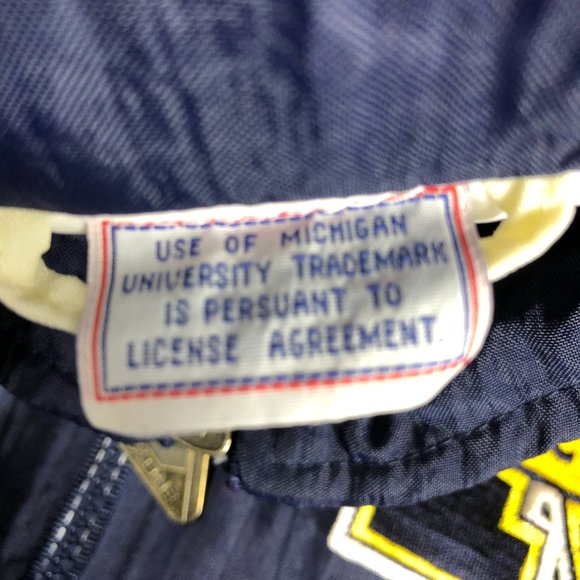 USE OF MICHIGAN
UNIVERSITY TRADEMARK
IS PERSUANT TO
LICENSE AGREEMENT.